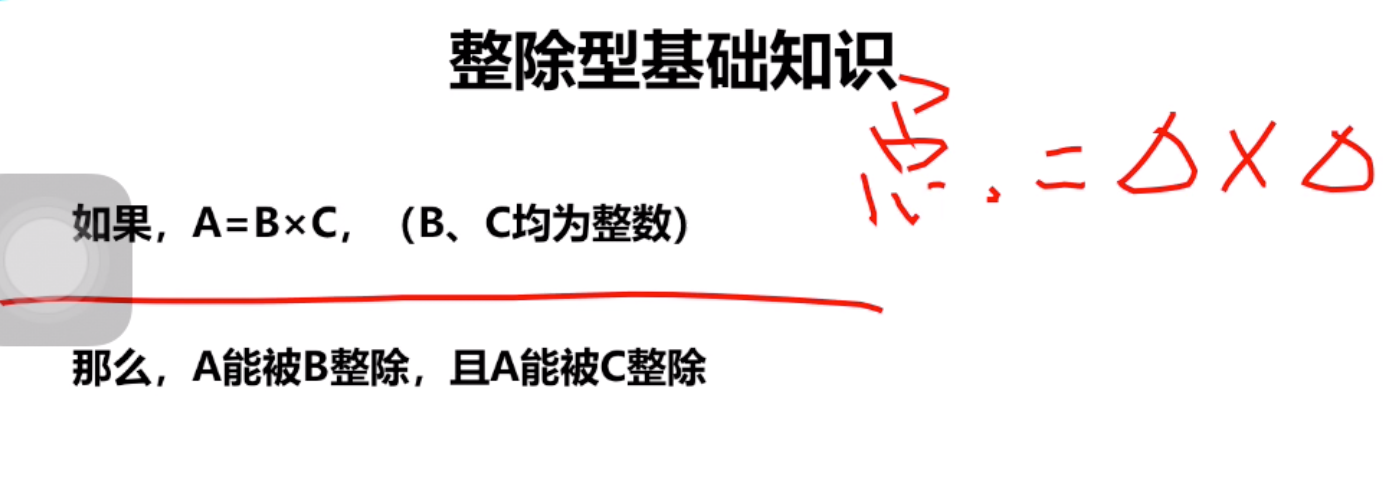 整除型基础知识
总. = Δ × Δ
如果，A=B×C，（B、C均为整数）
那么，A能被B整除，且A能被C整除